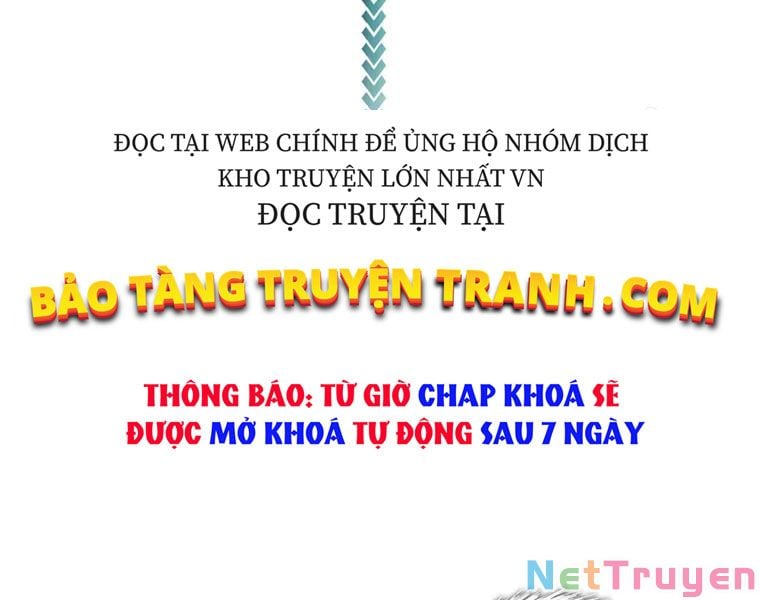 ĐỌC TẠI WEB CHÍNH ĐỂ ỦNG HỘ NHÓM DỊCH
KHO TRUYỆN LỚN NHẤT VN
ĐỌC TRUYỆN TẠI
BẢO TÀNG TRUYỆN TRANH.COM
THÔNG BÁO: TỪ GIỜ CHAP KHOÁ SẼ
ĐƯỢC MỞ KHOÁ TỰ ĐỘNG SAU 7 NGÀY
NetTruyen